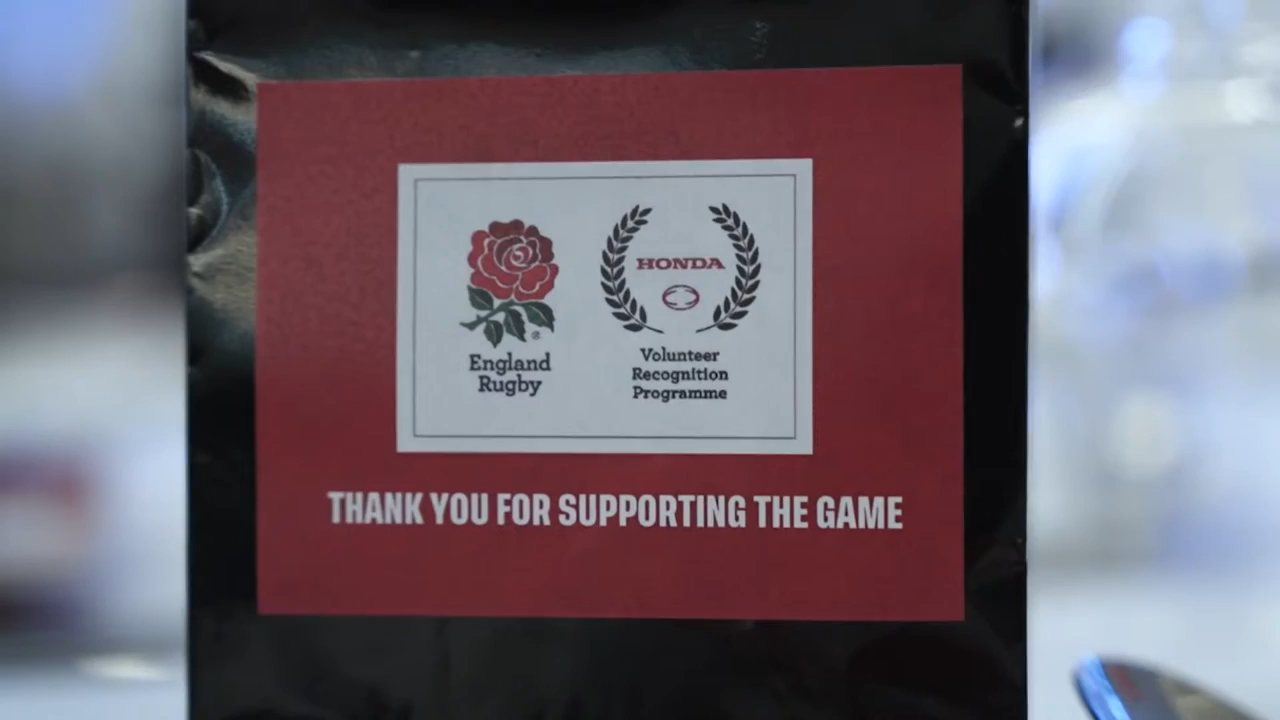 England
Rugby
HONDA
Volunteer
Recognition
Programme
THANK YOU FOR SUPPORTING THE GAME